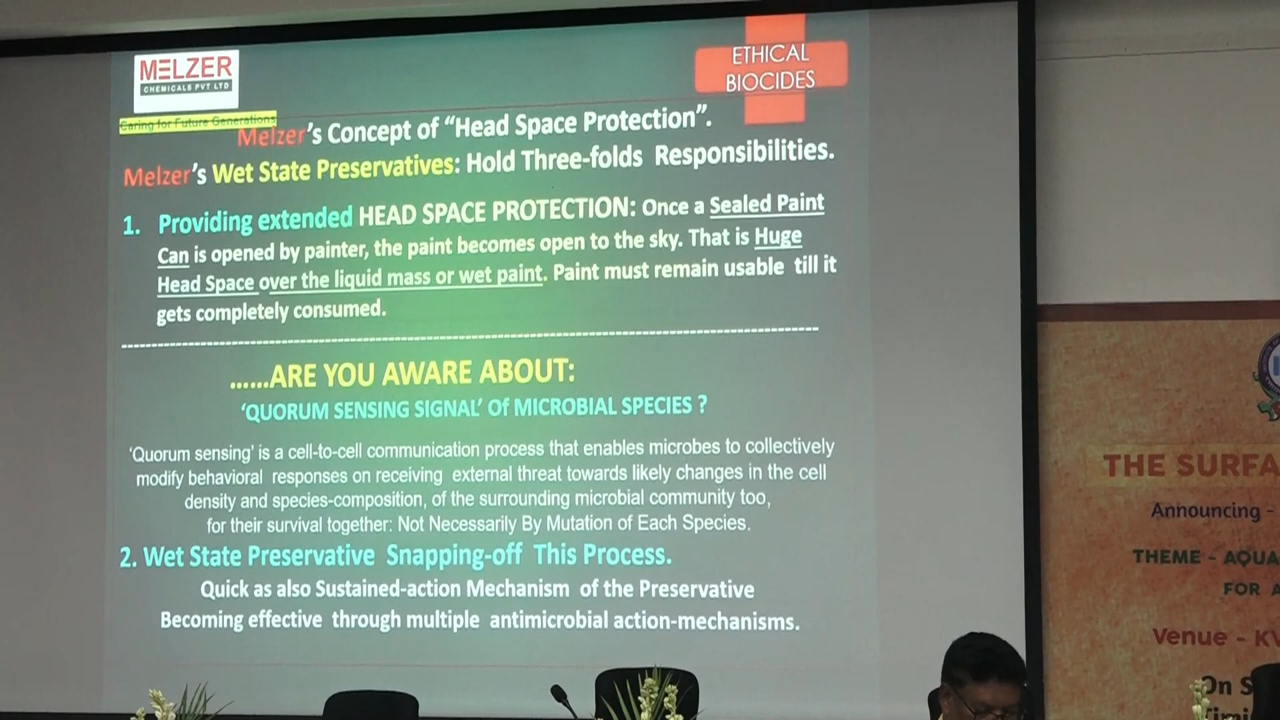 MELZER
CHEMICALS PVT LTD
ETHICAL
BIOCIDES
Caring for Future Generations
Melzer's Concept of “Head Space Protection”.
Melzer's Wet State Preservatives: Hold Three-folds Responsibilities.
1. Providing extended HEAD SPACE PROTECTION: Once a Sealed Paint
Can is opened by painter, the paint becomes open to the sky. That is Huge
Head Space over the liquid mass or wet paint. Paint must remain usable till it
gets completely consumed.
......ARE YOU AWARE ABOUT:
‘QUORUM SENSING SIGNAL’ Of MICROBIAL SPECIES ?
‘Quorum sensing’ is a cell-to-cell communication process that enables microbes to collectively
modify behavioral responses on receiving external threat towards likely changes in the cell
density and species-composition, of the surrounding microbial community too,
for their survival together: Not Necessarily By Mutation of Each Species.
2. Wet State Preservative Snapping-off This Process.
Quick as also Sustained-action Mechanism of the Preservative
Becoming effective through multiple antimicrobial action-mechanisms.
THE SURFA
Announcing -
THEME - AQUA
FOR A
Venue - KV
On S